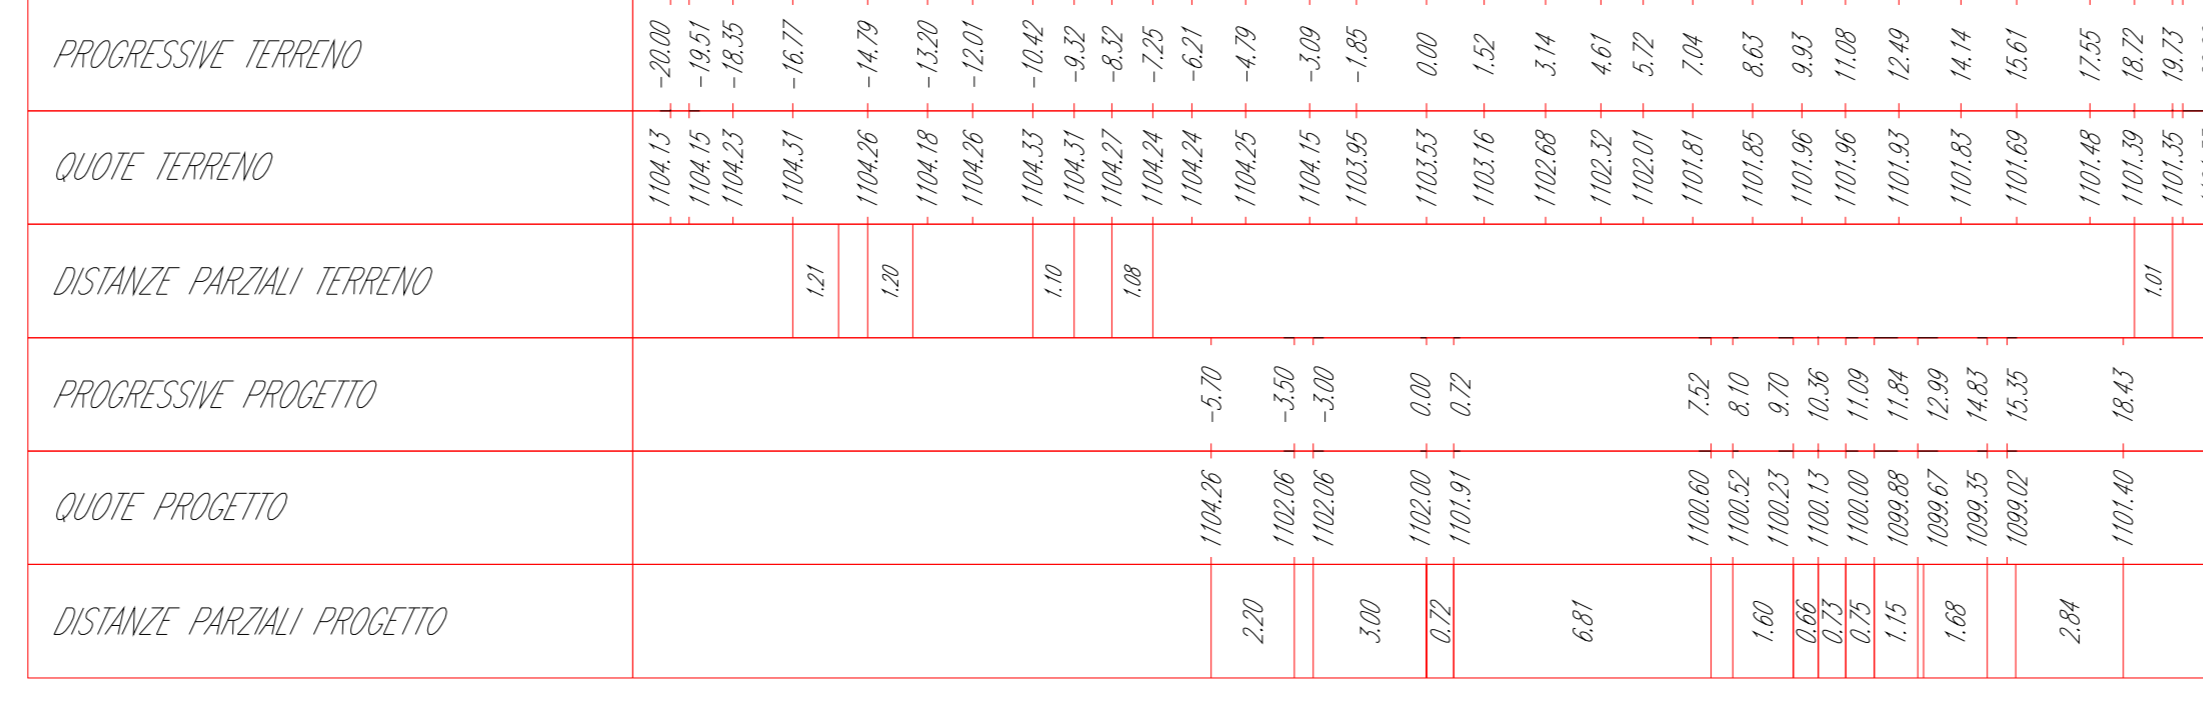 PROGRESSIVE TERRENO -20.00 -19.51 -18.35 -16.77 -14.79 -13.20 -12.01 -10.42 -9.32 -8.32 -7.25 -6.21 -4.79 -3.09 -1.85 0.00 1.52 3.14 4.61 5.72 7.04 8.63 9.93 11.08 12.49 14.14 15.61 17.55 18.72 19.73
QUOTE TERRENO 1104.13 1104.15 1104.23 1104.31 1104.26 1104.18 1104.26 1104.33 1104.31 1104.27 1104.24 1104.24 1104.25 1104.15 1103.95 1103.53 1103.16 1102.68 1102.32 1102.01 1101.81 1101.85 1101.96 1101.96 1101.93 1101.83 1101.69 1101.48 1101.39 1101.35
DISTANZE PARZIALI TERRENO 1.21 1.20 1.10 1.08 1.01
PROGRESSIVE PROGETTO -5.70 -3.50 -3.00 0.00 0.72 7.52 8.10 9.70 10.36 11.09 11.84 12.99 14.83 15.35 18.43
QUOTE PROGETTO 1104.26 1102.06 1102.06 1102.00 1101.91 1100.60 1100.52 1100.23 1100.13 1100.00 1099.88 1099.67 1099.35 1099.02 1101.40
DISTANZE PARZIALI PROGETTO 2.20 3.00 0.72 6.81 1.60 0.66 0.73 0.75 1.15 1.68 2.84